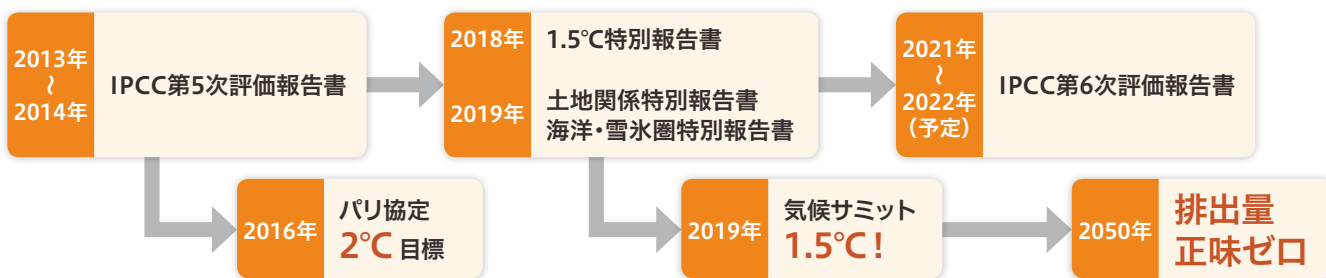 2013年
~
2014年
IPCC第5次評価報告書
2018年
1.5℃特別報告書
2019年
土地関係特別報告書
海洋・雪氷圏特別報告書
2021年
~
2022年
（予定）
IPCC第6次評価報告書
2016年
パリ協定
2℃ 目標
2019年
気候サミット
1.5℃！
2050年
排出量
正味ゼロ